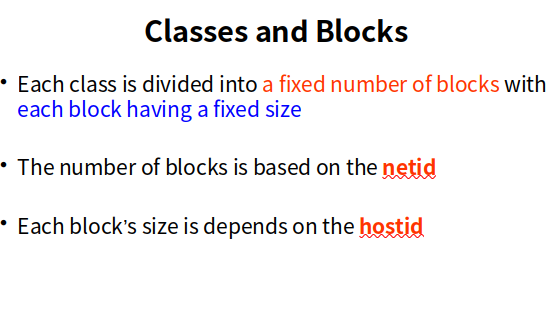 Classes and Blocks
• Each class is divided into a fixed number of blocks with
each block having a fixed size
• The number of blocks is based on the netid
• Each block’s size is depends on the hostid